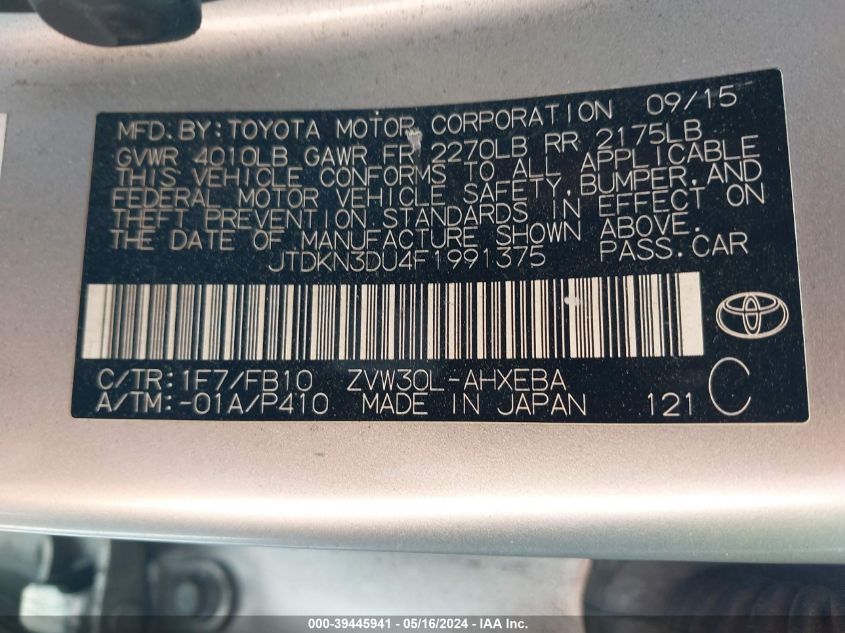 MFD. BY: TOYOTA MOTOR CORPORATION 09/15
GVWR 4010LB GAWR FR 2270LB RR 2175LB
THIS VEHICLE CONFORMS TO ALL APPLICABLE
FEDERAL MOTOR VEHICLE SAFETY, BUMPER, AND
THEFT PREVENTION STANDARDS IN EFFECT ON
THE DATE OF MANUFACTURE SHOWN ABOVE.
JTDKN3DU4F1991375 PASS. CAR
C/TR: 1F7/FB10 ZVW30L-AHXEBA
A/TM: -01A/P410 MADE IN JAPAN 121 C
000-39445941 - 05/16/2024 - IAA Inc.